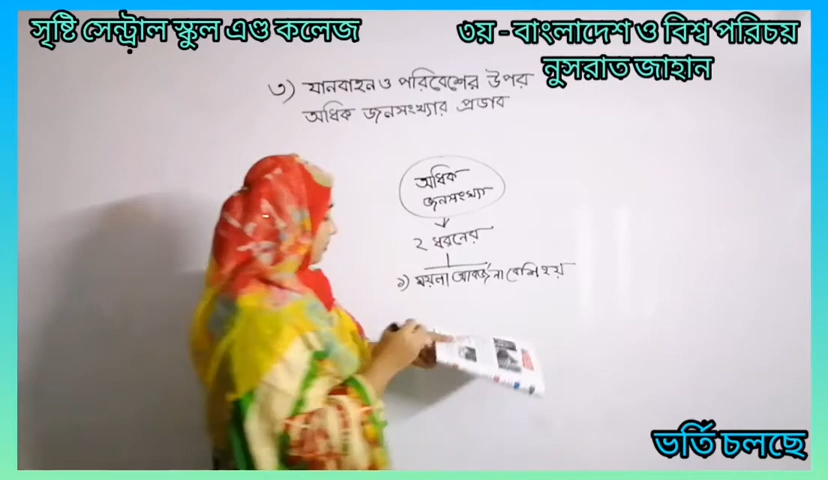 সৃষ্টি সেন্ট্রাল স্কুল এণ্ড কলেজ
৩য় - বাংলাদেশ ও বিশ্ব পরিচয়
নুসরাত জাহান
৩) যানবাহন ও পরিবেশের উপর
অধিক জনসংখ্যার প্রভাব
অধিক
জনসংখ্যা
২ ধরনের
১) ময়লা আবর্জনা বেশি হয়
ভর্তি চলছে